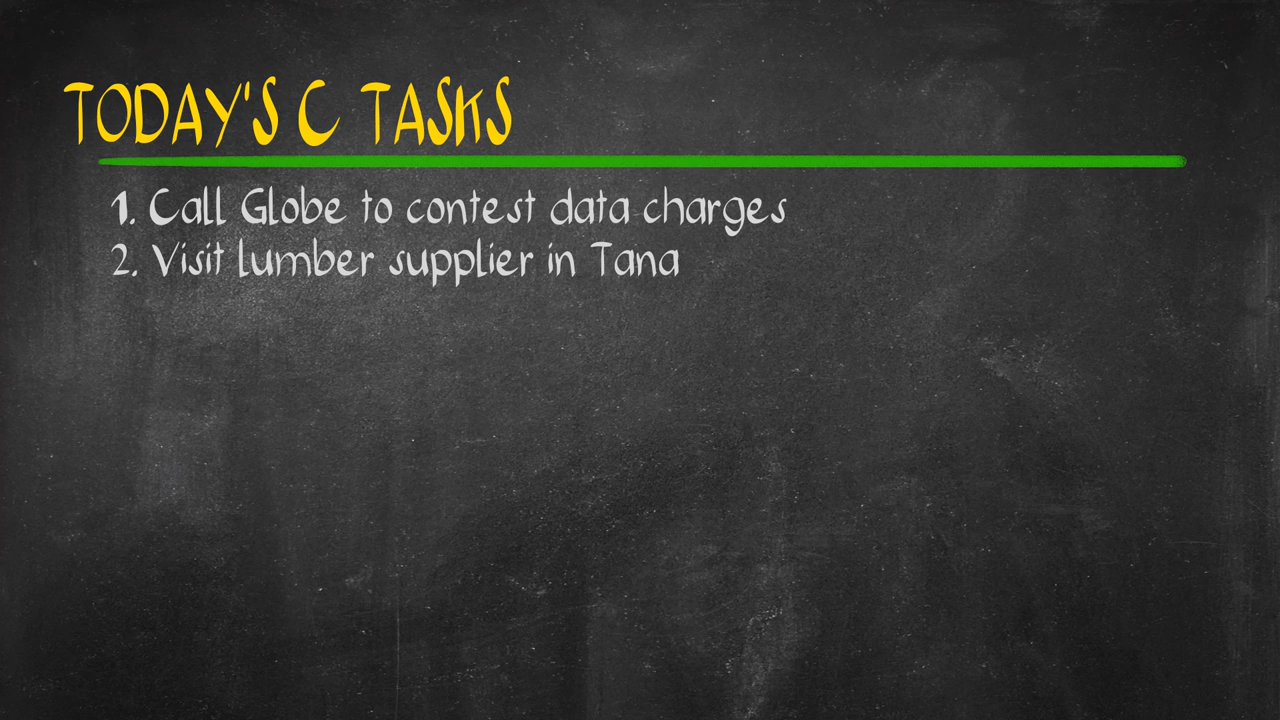 TODAY'S C TASKS
1. Call Globe to contest data charges
2. Visit lumber supplier in Tana